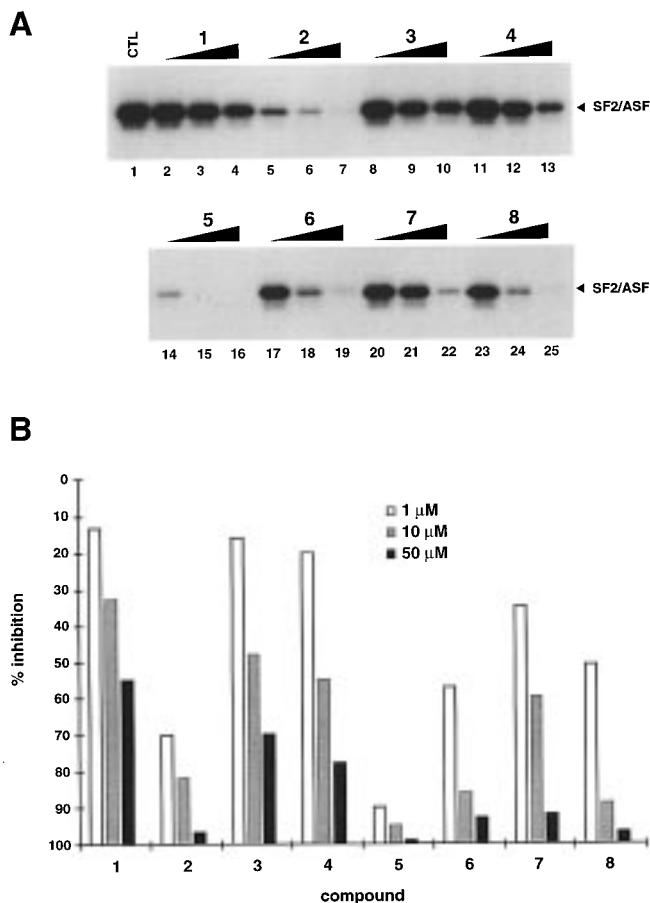 A
CTL 1 2 3 4
SF2/ASF
1 2 3 4 5 6 7 8 9 10 11 12 13
5 6 7 8
SF2/ASF
14 15 16 17 18 19 20 21 22 23 24 25
B
0
10
20
30
40
50
60
70
80
90
100
% inhibition
1 μM
10 μM
50 μM
1 2 3 4 5 6 7 8
compound